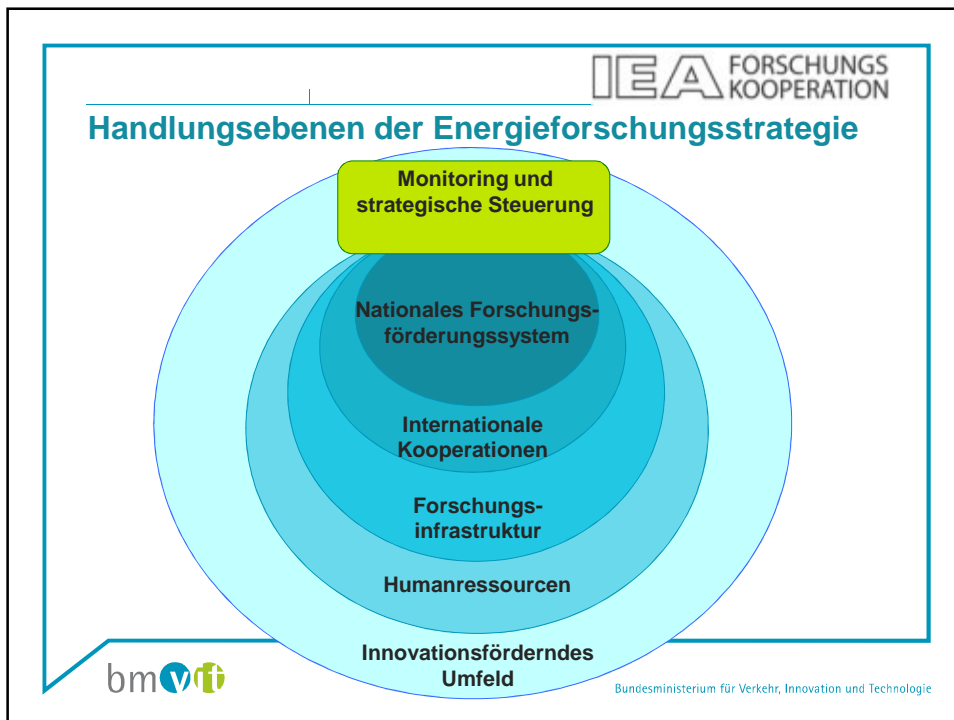 IEA FORSCHUNGS
KOOPERATION
Handlungsebenen der Energieforschungsstrategie
Monitoring und
strategische Steuerung
Nationales Forschungs-
förderungssystem
Internationale
Kooperationen
Forschungs-
infrastruktur
Humanressourcen
Innovationsförderndes
Umfeld
bmvit
Bundesministerium für Verkehr, Innovation und Technologie